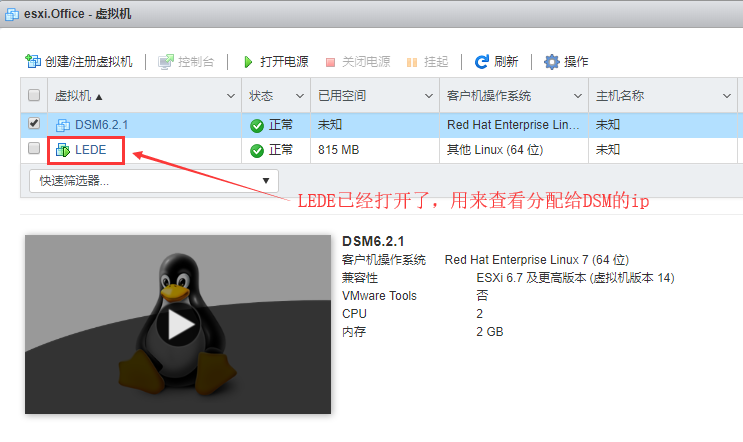 esxi.Office - 虚拟机
创建/注册虚拟机 控制台 打开电源 关闭电源 挂起 刷新 操作
虚拟机 ▲ 状态 已用空间 客户机操作系统 主机名称
DSM6.2.1 正常 未知 Red Hat Enterprise Lin... 未知
LEDE 正常 815 MB 其他 Linux (64 位) 未知
快速筛选器...
LEDE已经打开了，用来查看分配给DSM的ip
DSM6.2.1
客户机操作系统 Red Hat Enterprise Linux 7 (64 位)
兼容性 ESXi 6.7 及更高版本 (虚拟机版本 14)
VMware Tools 否
CPU 2
内存 2 GB